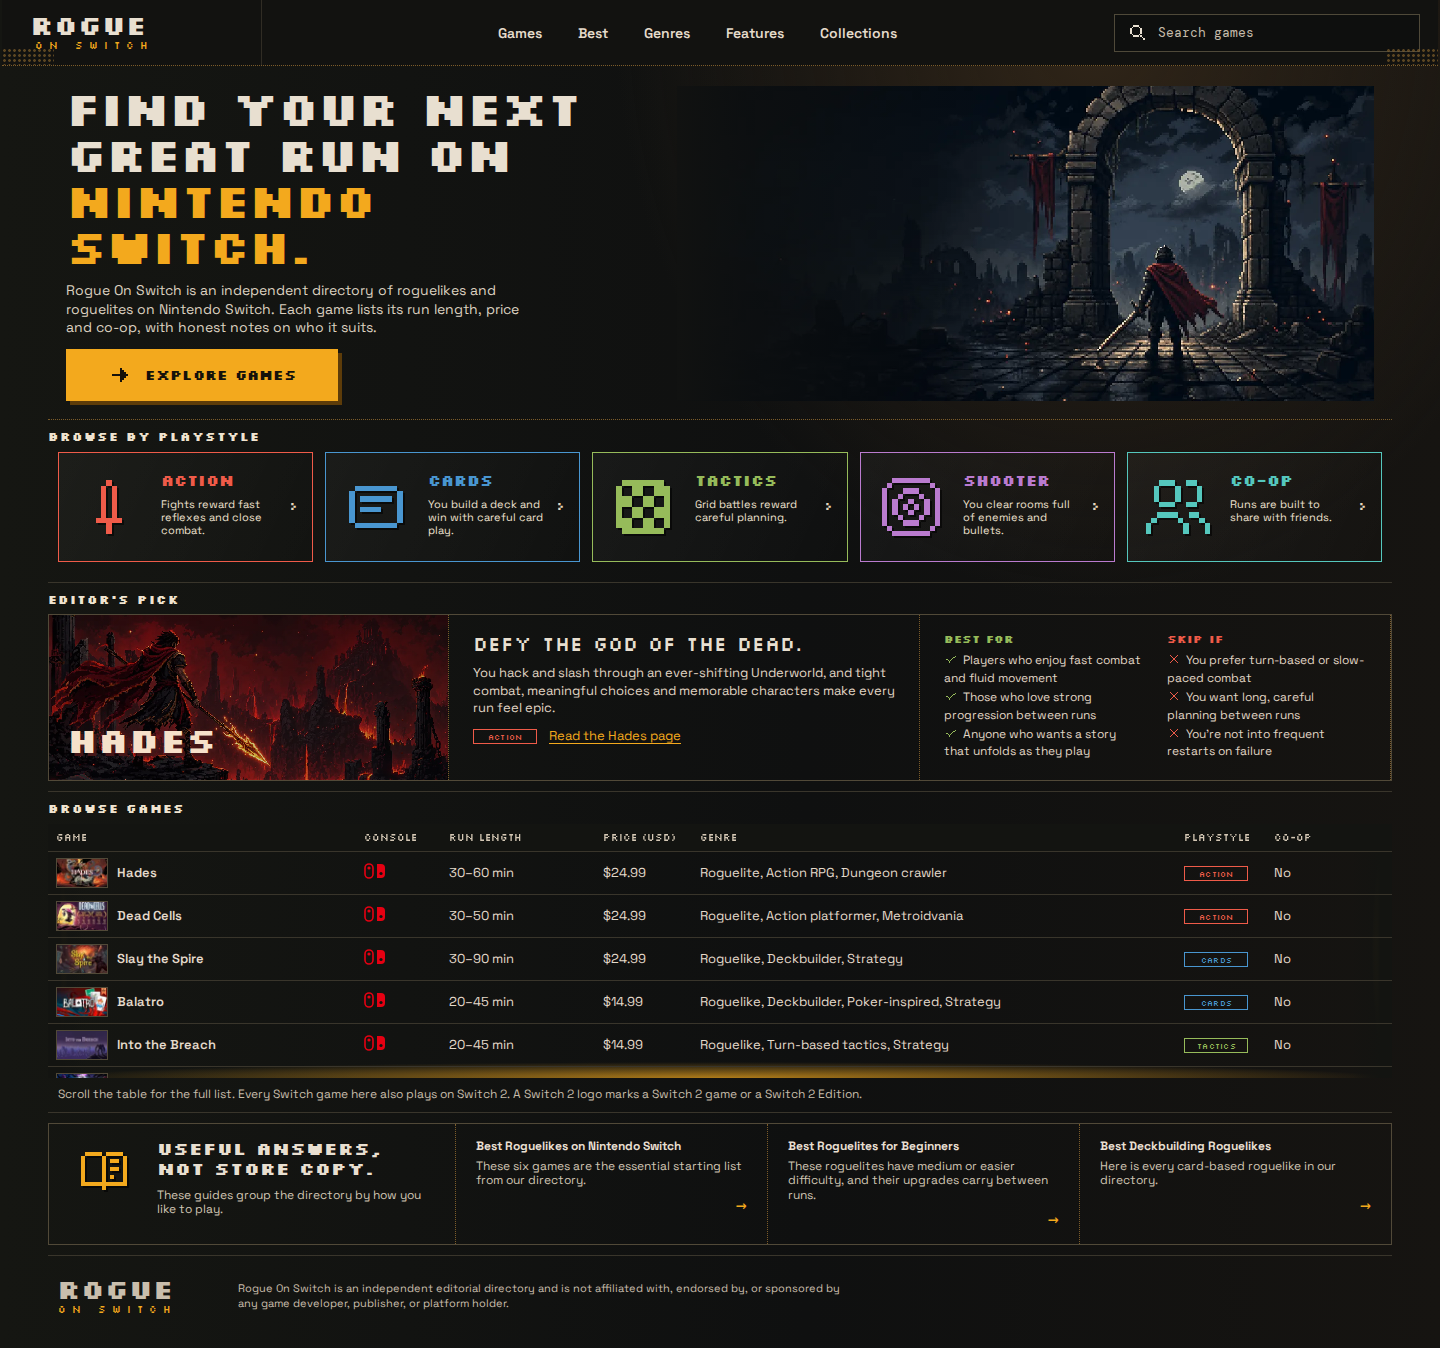 ROGUE
ON SWITCH
Games
Best
Genres
Features
Collections
Search games
FIND YOUR NEXT
GREAT RUN ON
NINTENDO
SWITCH.
Rogue On Switch is an independent directory of roguelikes and
roguelites on Nintendo Switch. Each game lists its run length, price
and co-op, with honest notes on who it suits.
EXPLORE GAMES
BROWSE BY PLAYSTYLE
ACTION
Fights reward fast
reflexes and close
combat.
CARDS
You build a deck and
win with careful card
play.
TACTICS
Grid battles reward
careful planning.
SHOOTER
You clear rooms full
of enemies and
bullets.
CO-OP
Runs are built to
share with friends.
EDITOR'S PICK
HADES
DEFY THE GOD OF THE DEAD.
You hack and slash through an ever-shifting Underworld, and tight
combat, meaningful choices and memorable characters make every
run feel epic.
ACTION
Read the Hades page
BEST FOR
Players who enjoy fast combat
and fluid movement
Those who love strong
progression between runs
Anyone who wants a story
that unfolds as they play
SKIP IF
You prefer turn-based or slow-
paced combat
You want long, careful
planning between runs
You're not into frequent
restarts on failure
BROWSE GAMES
GAME CONSOLE RUN LENGTH PRICE (USD) GENRE PLAYSTYLE CO-OP
HADES Hades 30–60 min $24.99 Roguelite, Action RPG, Dungeon crawler ACTION No
DEAD CELLS Dead Cells 30–50 min $24.99 Roguelite, Action platformer, Metroidvania ACTION No
Slay the Spire Slay the Spire 30–90 min $24.99 Roguelike, Deckbuilder, Strategy CARDS No
BALATRO Balatro 20–45 min $14.99 Roguelike, Deckbuilder, Poker-inspired, Strategy CARDS No
INTO THE BREACH Into the Breach 20–45 min $14.99 Roguelike, Turn-based tactics, Strategy TACTICS No
Scroll the table for the full list. Every Switch game here also plays on Switch 2. A Switch 2 logo marks a Switch 2 game or a Switch 2 Edition.
USEFUL ANSWERS,
NOT STORE COPY.
These guides group the directory by how you
like to play.
Best Roguelikes on Nintendo Switch
These six games are the essential starting list
from our directory.
→
Best Roguelites for Beginners
These roguelites have medium or easier
difficulty, and their upgrades carry between
runs.
→
Best Deckbuilding Roguelikes
Here is every card-based roguelike in our
directory.
→
ROGUE
ON SWITCH
Rogue On Switch is an independent editorial directory and is not affiliated with, endorsed by, or sponsored by
any game developer, publisher, or platform holder.